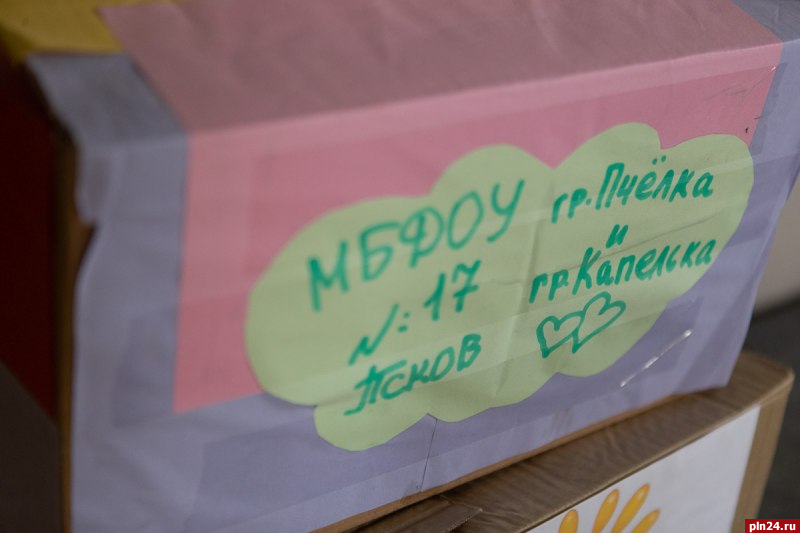 МБДОУ
№: 17
Псков
гр. Пчёлка
и
гр. Капелька
pln24.ru